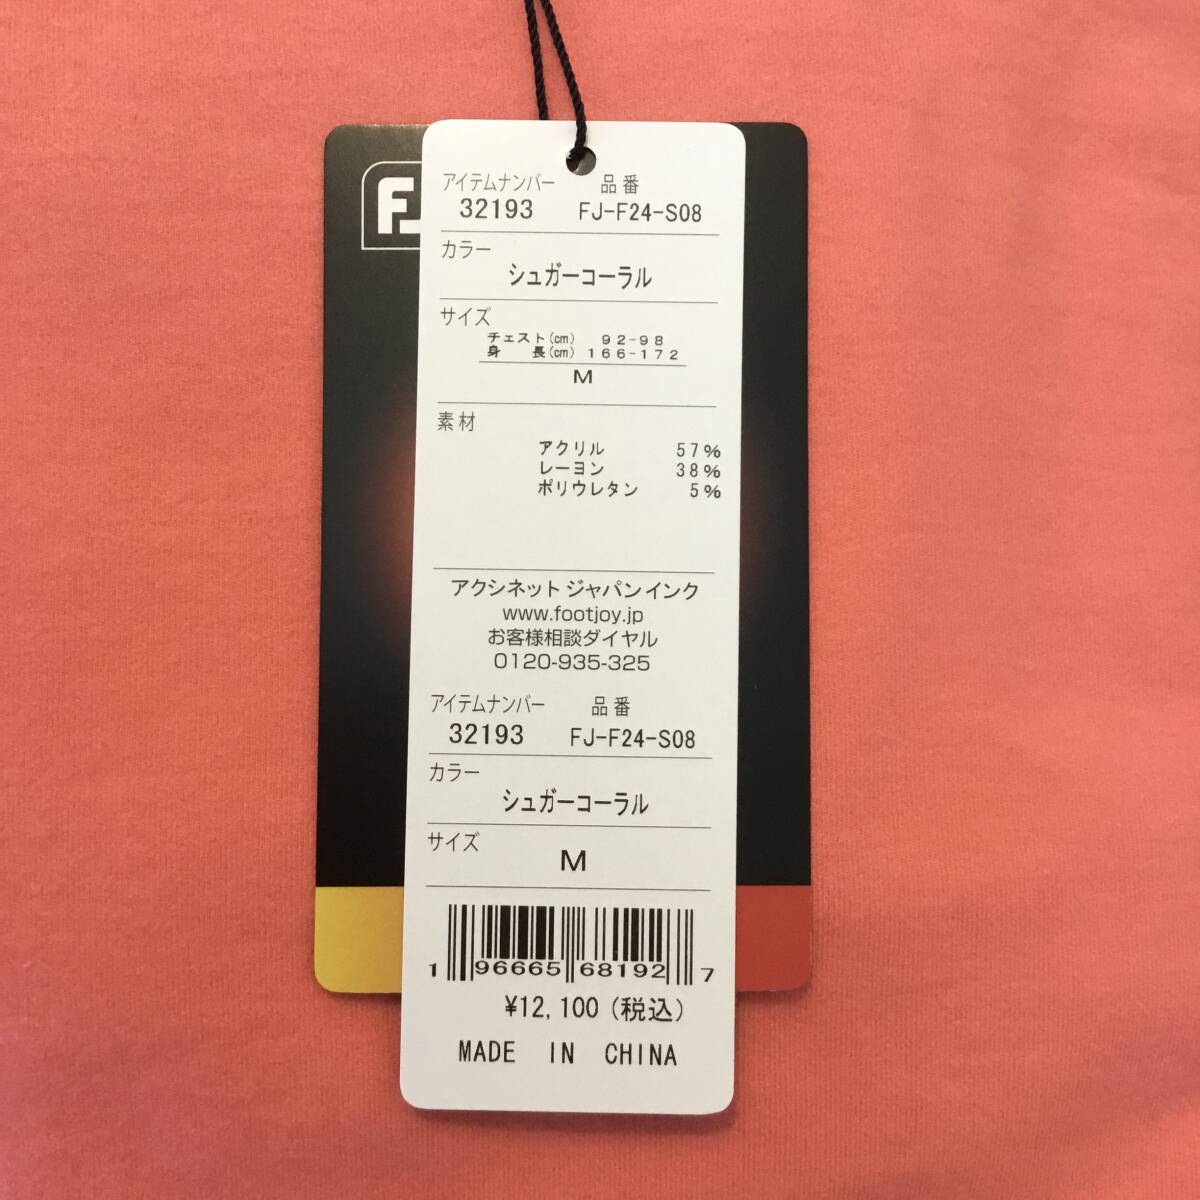 FJ
アイテムナンバー 品番
32193 FJ-F24-S08
カラー
シュガーコーラル
サイズ
チェスト(cm) 92-98
身 長(cm) 166-172
M
素材
アクリル 57%
レーヨン 38%
ポリウレタン 5%
アクシネット ジャパン インク
www.footjoy.jp
お客様相談ダイヤル
0120-935-325
アイテムナンバー 品番
32193 FJ-F24-S08
カラー
シュガーコーラル
サイズ
M
1 96665 68192 7
¥12,100(税込)
MADE IN CHINA